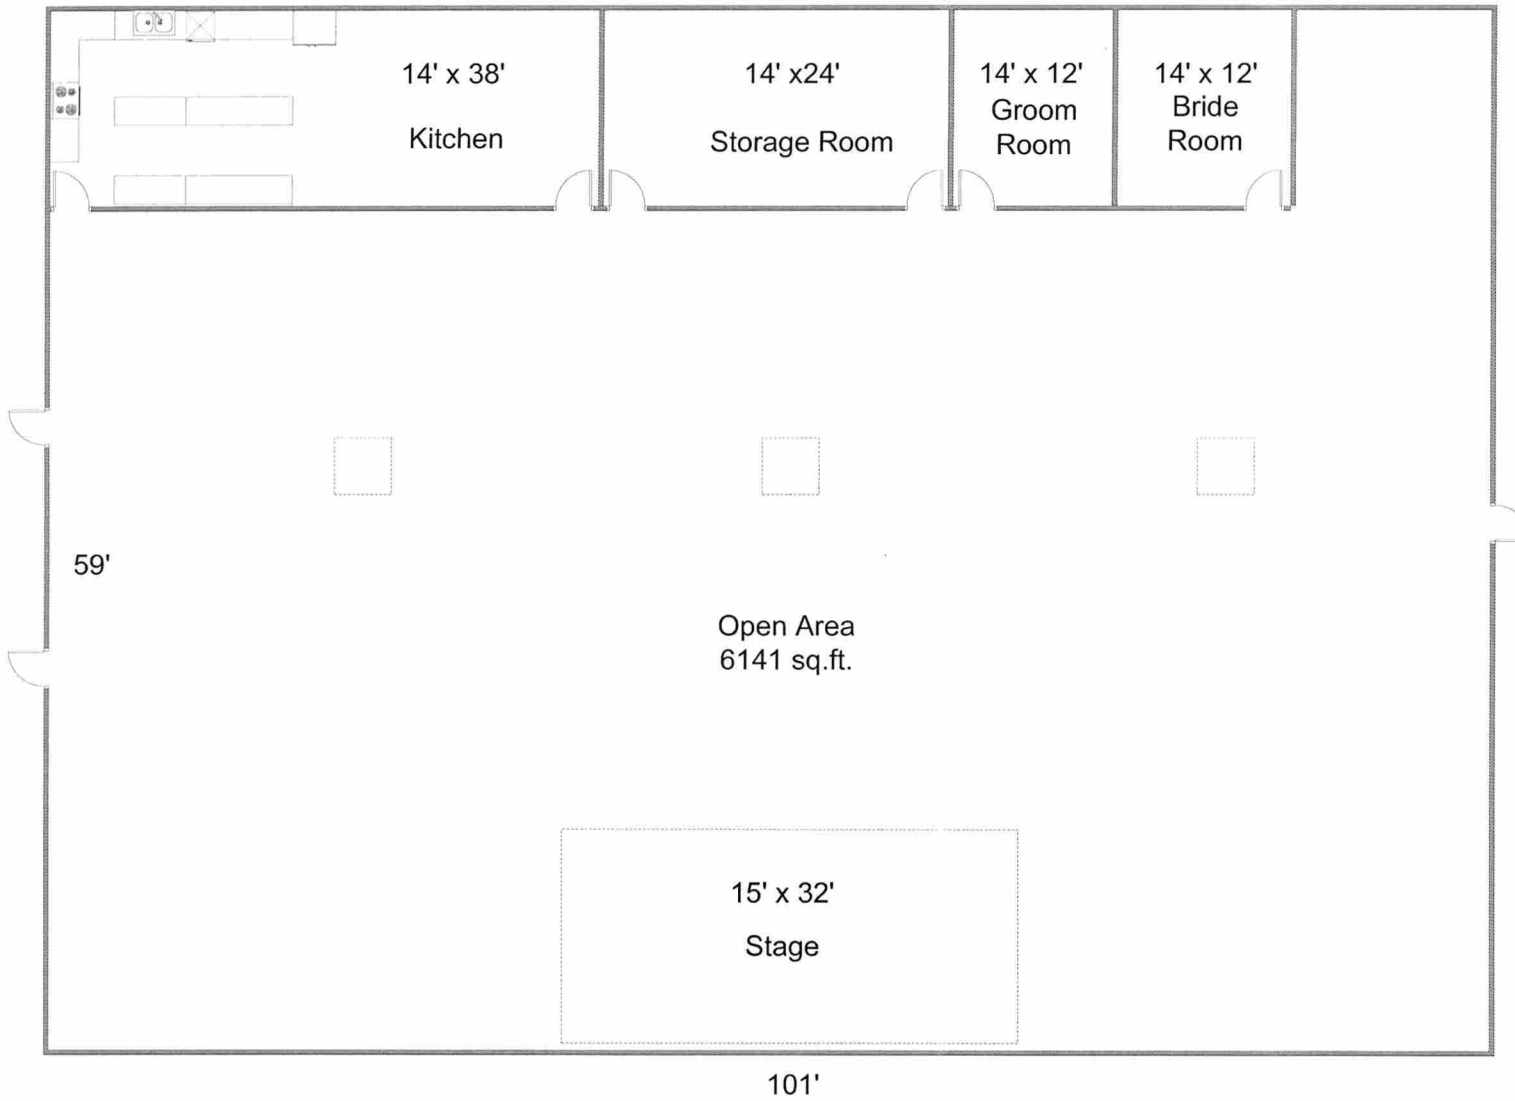 14' x 38'
Kitchen
14' x24'
Storage Room
14' x 12'
Groom
Room
14' x 12'
Bride
Room
59'
Open Area
6141 sq.ft.
15' x 32'
Stage
101'